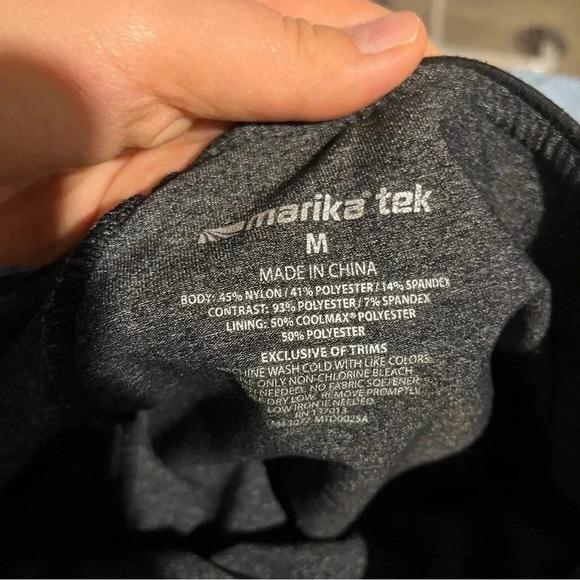 marika® tek
M
MADE IN CHINA
BODY: 45% NYLON / 41% POLYESTER / 14% SPANDEX
CONTRAST: 93% POLYESTER / 7% SPANDEX
LINING: 50% COOLMAX® POLYESTER
50% POLYESTER
EXCLUSIVE OF TRIMS
WASH COLD WITH LIKE COLORS
ONLY NON-CHLORINE BLEACH
NEEDED. NO FABRIC SOFTENER
DRY LOW. REMOVE PROMPTLY.
LOW IRON IF NEEDED
MTD0025A